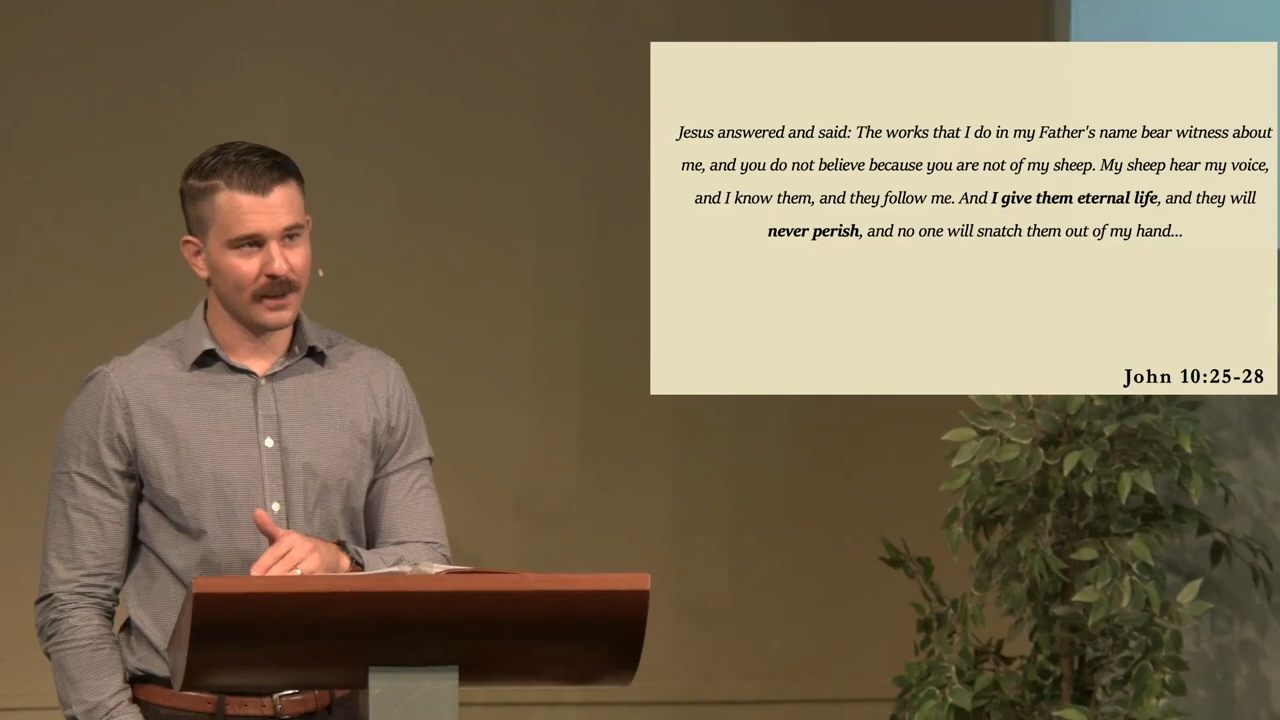 Jesus answered and said: The works that I do in my Father's name bear witness about
me, and you do not believe because you are not of my sheep. My sheep hear my voice,
and I know them, and they follow me. And I give them eternal life, and they will
never perish, and no one will snatch them out of my hand...
John 10:25-28